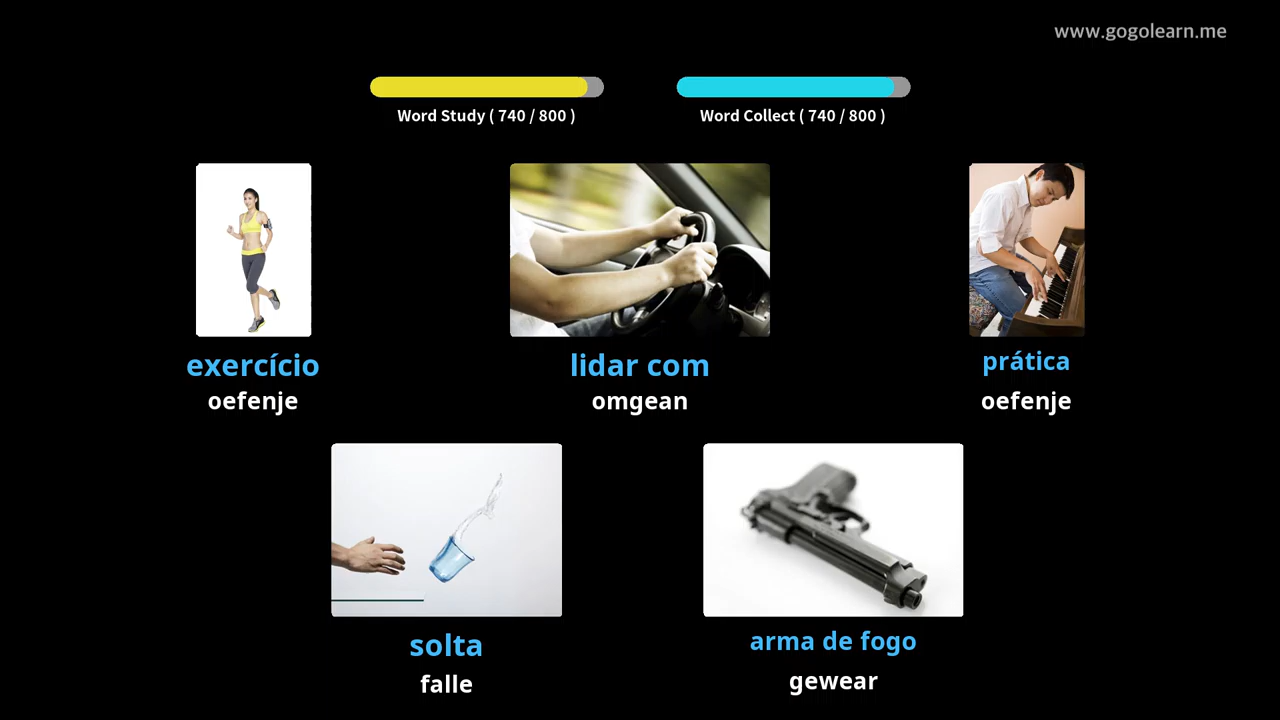 www.gogolearn.me
Word Study ( 740 / 800 )
Word Collect ( 740 / 800 )
exercício
oefenje
lidar com
omgean
prática
oefenje
solta
falle
arma de fogo
gewear